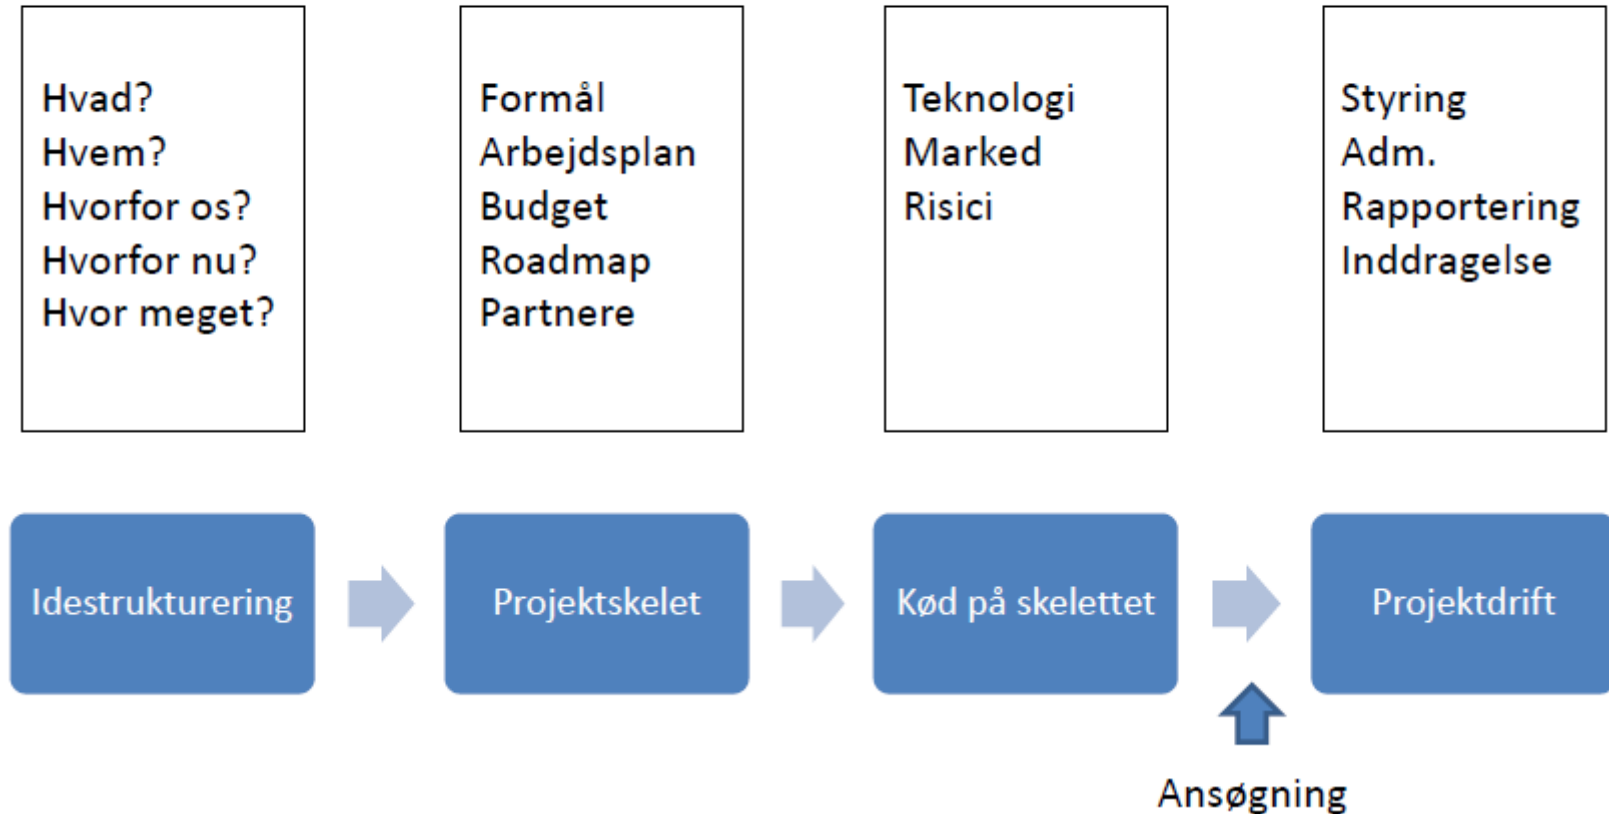 Hvad?
Hvem?
Hvorfor os?
Hvorfor nu?
Hvor meget?
Formål
Arbejdsplan
Budget
Roadmap
Partnere
Teknologi
Marked
Risici
Styring
Adm.
Rapportering
Inddragelse
Idestrukturering
Projektskelet
Kød på skelettet
Projektdrift
Ansøgning